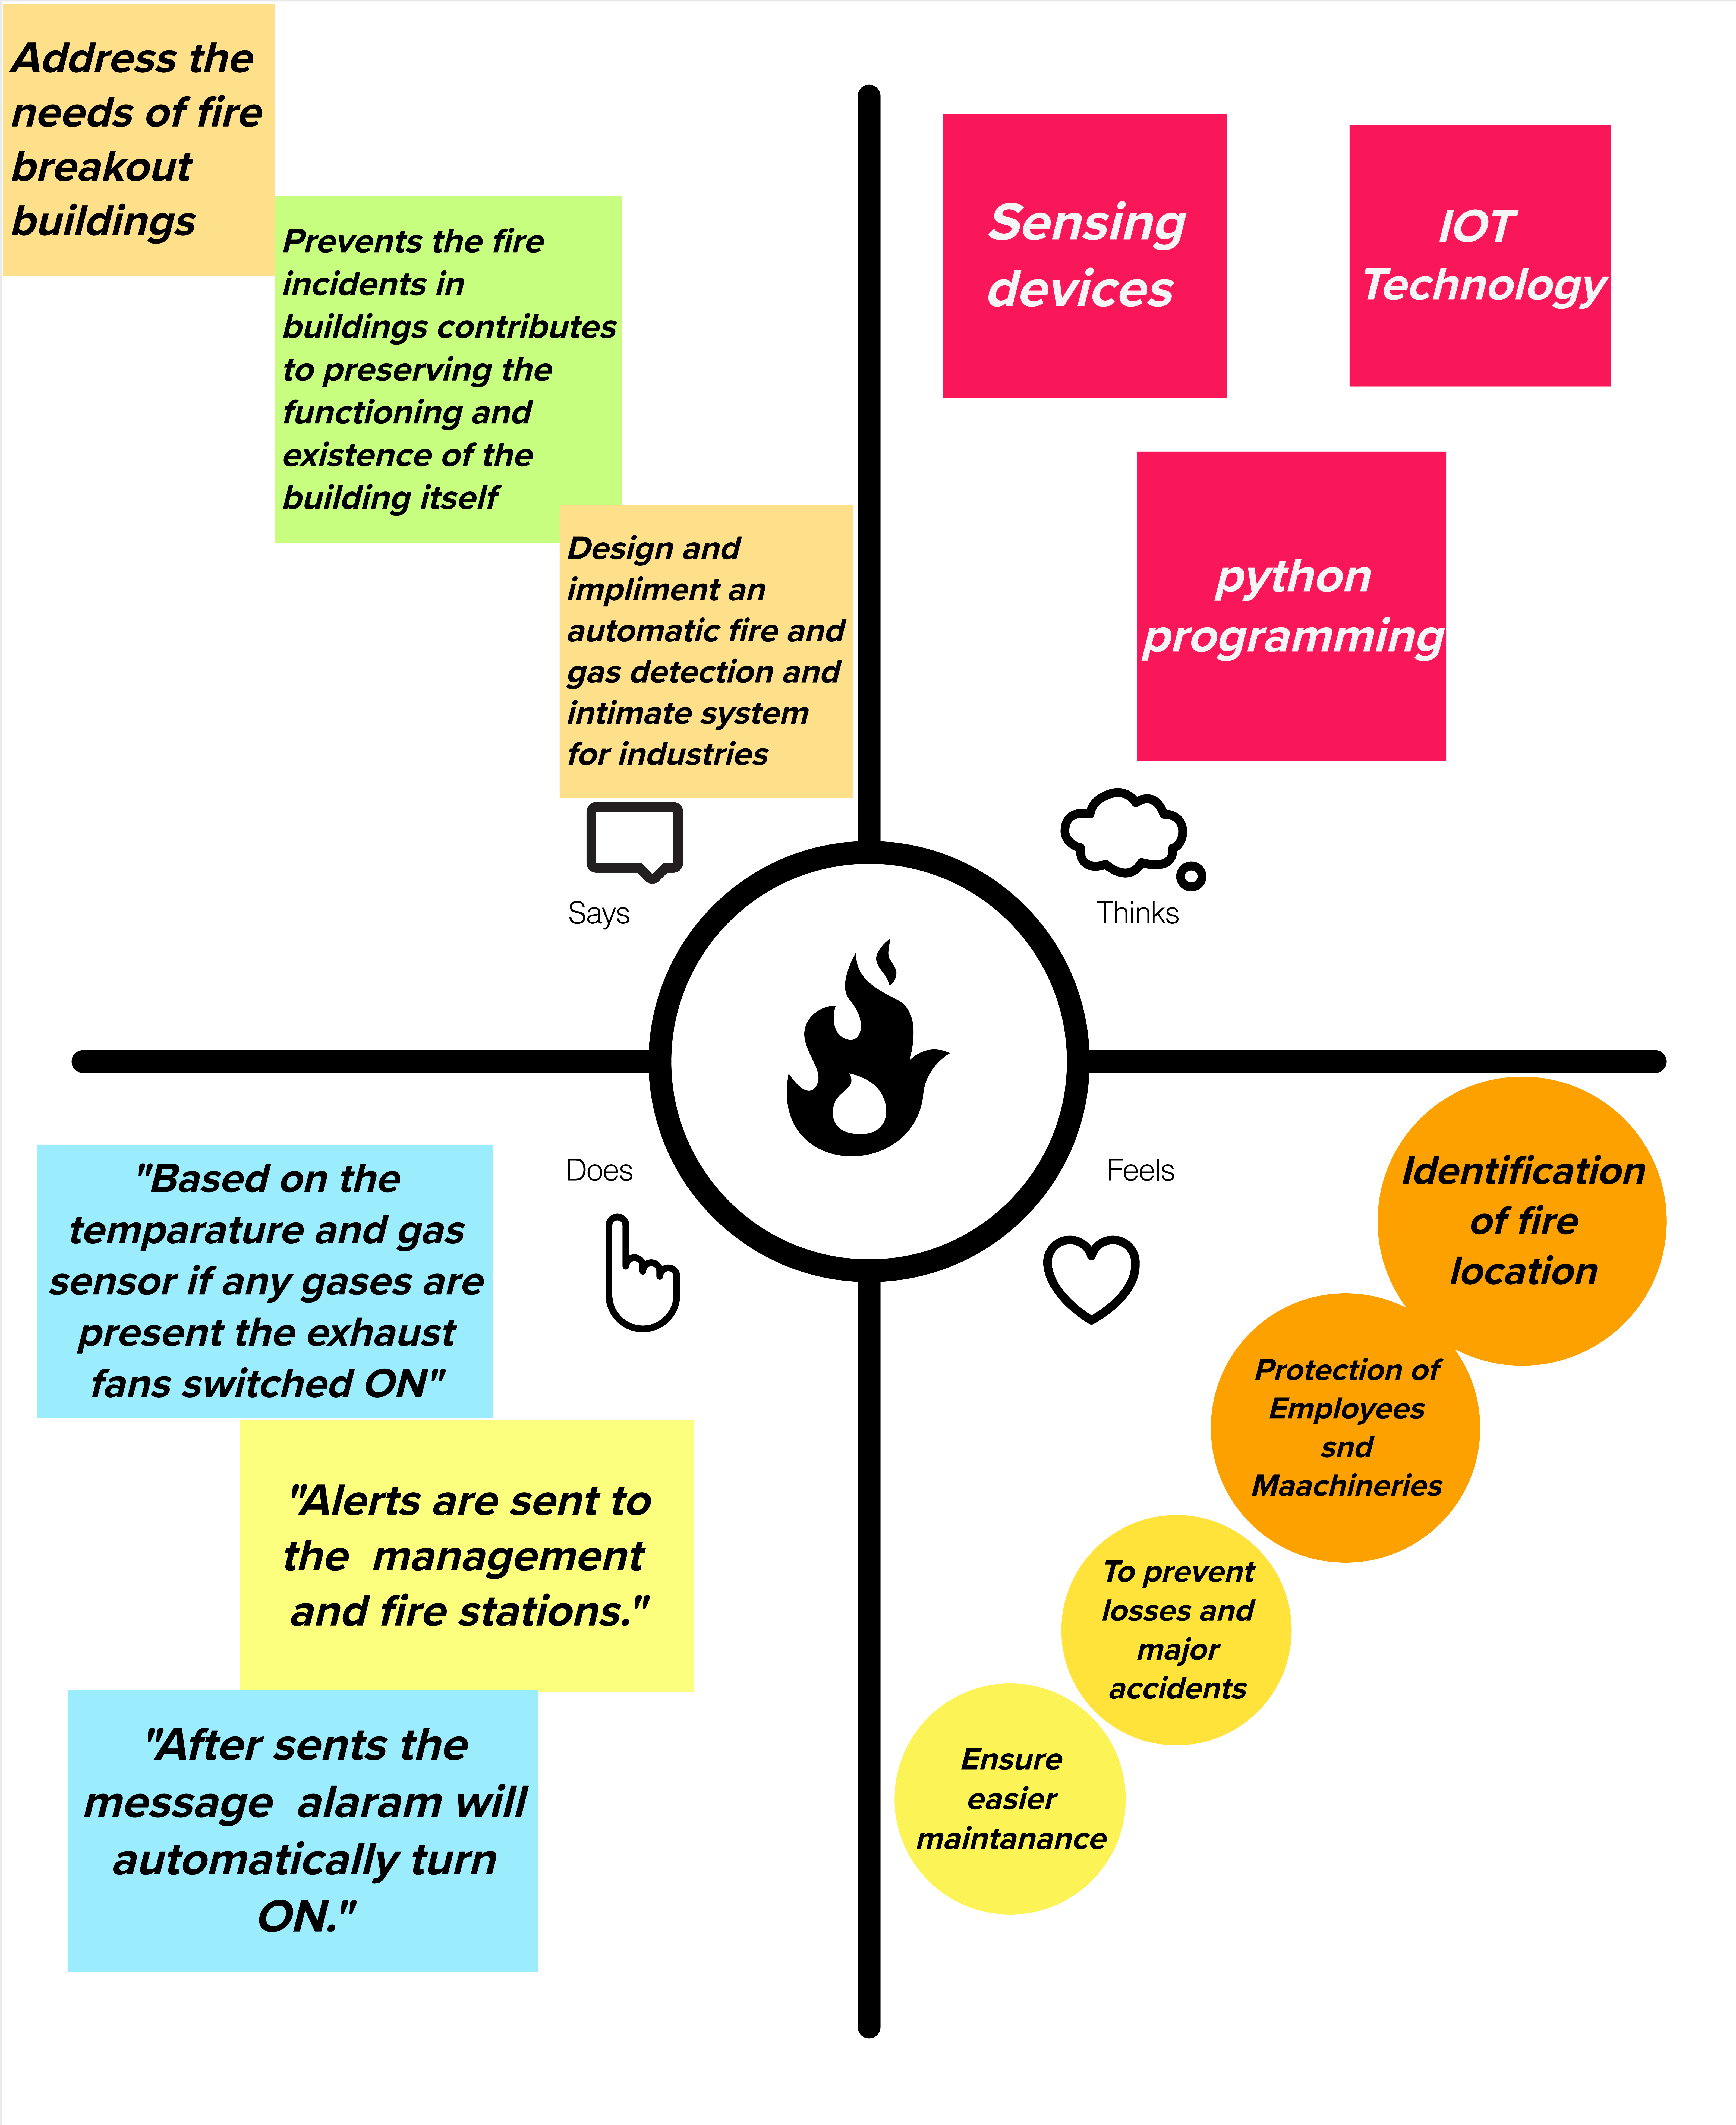 Address the
needs of fire
breakout
buildings
Prevents the fire
incidents in
buildings contributes
to preserving the
functioning and
existence of the
building itself
Design and
impliment an
automatic fire and
gas detection and
intimate system
for industries
Says
Sensing
devices
IOT
Technology
python
programming
Thinks
Does
"Based on the
temparature and gas
sensor if any gases are
present the exhaust
fans switched ON"
"Alerts are sent to
the  management
and fire stations."
"After sents the
message  alaram will
automatically turn
ON."
Feels
Identification
of fire
location
Protection of
Employees
snd
Maachineries
To prevent
losses and
major
accidents
Ensure
easier
maintanance